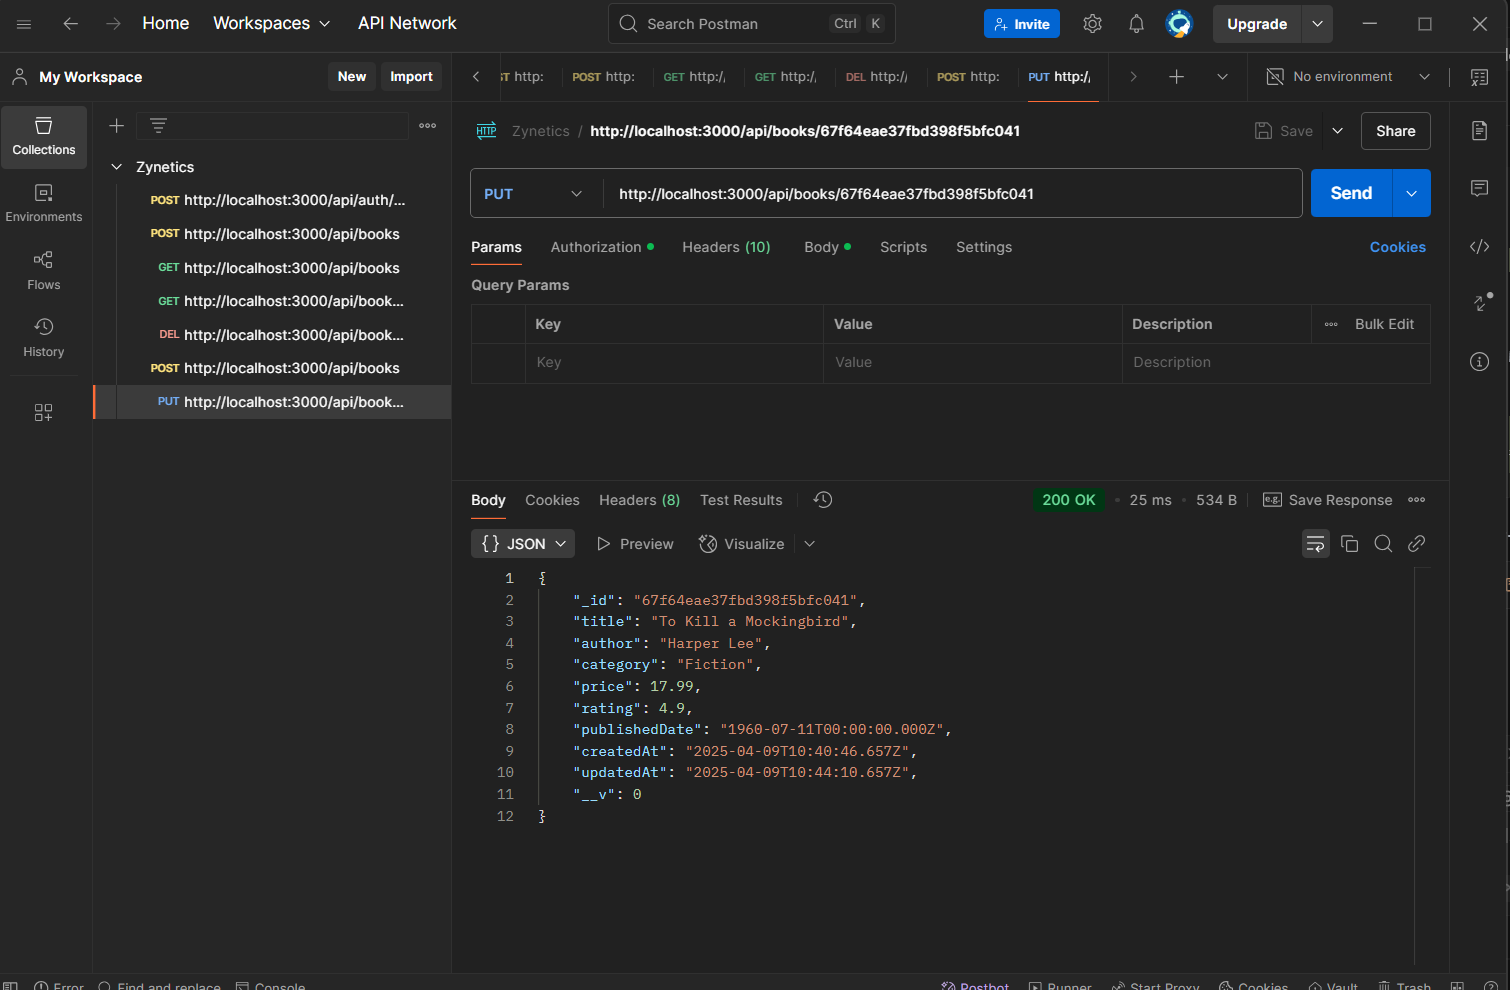 Home Workspaces API Network Search Postman Ctrl K Invite Upgrade
My Workspace New Import ST http: POST http: GET http:/, GET http:/, DEL http:// POST http: PUT http:/, No environment
Collections
Environments
Flows
History
Zynetics
POST http://localhost:3000/api/auth/...
POST http://localhost:3000/api/books
GET http://localhost:3000/api/books
GET http://localhost:3000/api/book...
DEL http://localhost:3000/api/book...
POST http://localhost:3000/api/books
PUT http://localhost:3000/api/book...
HTTP Zynetics / http://localhost:3000/api/books/67f64eae37fbd398f5bfc041 Save Share
PUT http://localhost:3000/api/books/67f64eae37fbd398f5bfc041 Send
Params Authorization Headers (10) Body Scripts Settings Cookies
Query Params
Key Value Description Bulk Edit
Key Value Description
Body Cookies Headers (8) Test Results 200 OK 25 ms 534 B e.g. Save Response
{} JSON Preview Visualize
1 {
2 "_id": "67f64eae37fbd398f5bfc041",
3 "title": "To Kill a Mockingbird",
4 "author": "Harper Lee",
5 "category": "Fiction",
6 "price": 17.99,
7 "rating": 4.9,
8 "publishedDate": "1960-07-11T00:00:00.000Z",
9 "createdAt": "2025-04-09T10:40:46.657Z",
10 "updatedAt": "2025-04-09T10:44:10.657Z",
11 "__v": 0
12 }
Error Find and replace Console Postbot Runner Start Proxy Cookies Vault Trash